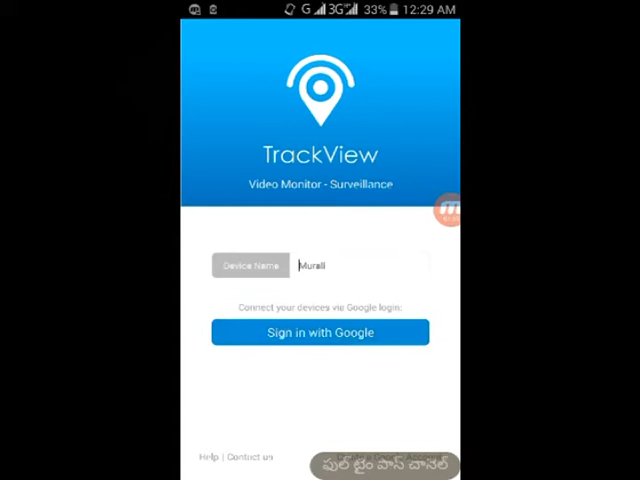 G 3G 33% 12:29 AM
TrackView
Video Monitor - Surveillance
Device Name Murali
Connect your devices via Google login:
Sign in with Google
Help | Contact us
ఫుల్ టైం పాస్ చానెల్